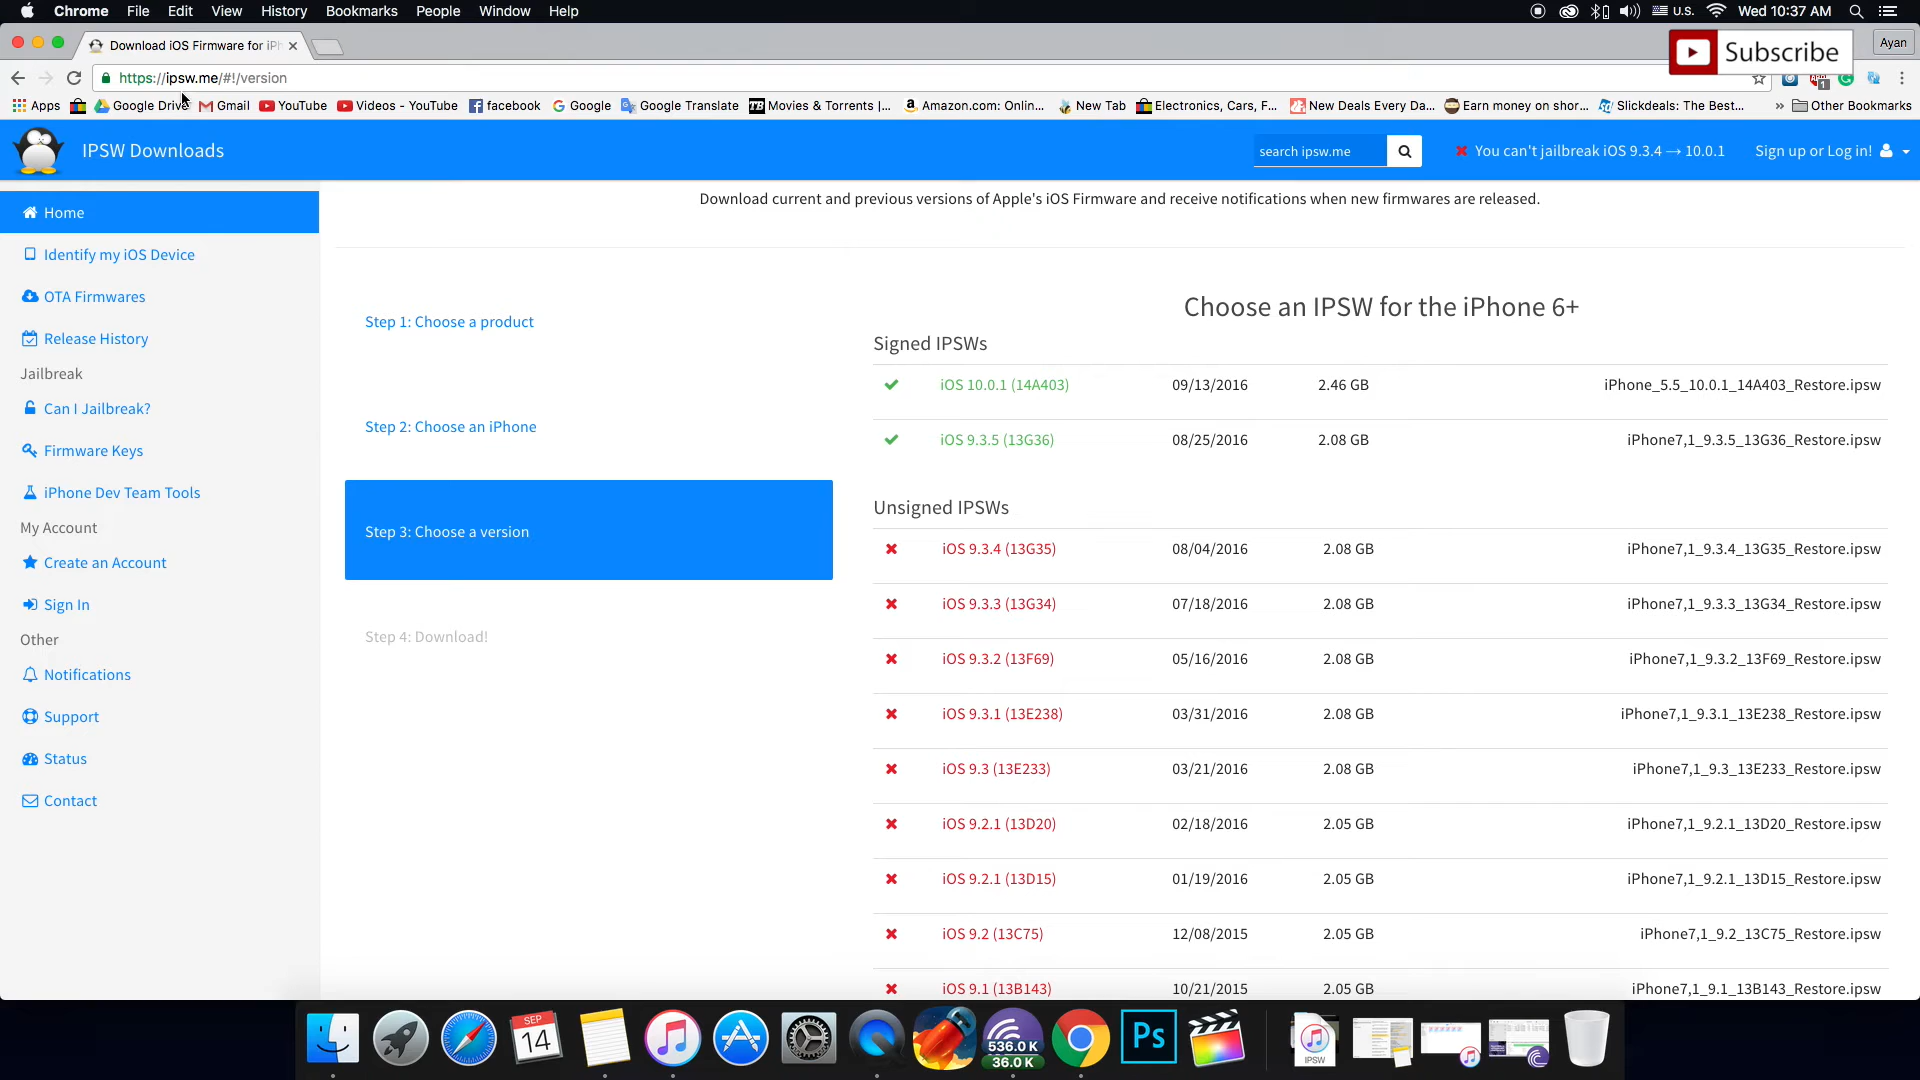 Chrome File Edit View History Bookmarks People Window Help U.S. Wed 10:37 AM
Download iOS Firmware for iPh
Ayan
Subscribe
https://ipsw.me/#!/version
Apps Google Drive Gmail YouTube Videos - YouTube facebook Google Google Translate TB Movies & Torrents |... Amazon.com: Onlin... New Tab Electronics, Cars, F... New Deals Every Da... Earn money on shor... Slickdeals: The Best... » Other Bookmarks
IPSW Downloads
search ipsw.me
You can't jailbreak iOS 9.3.4 → 10.0.1
Sign up or Log in!
Home
Identify my iOS Device
OTA Firmwares
Release History
Jailbreak
Can I Jailbreak?
Firmware Keys
iPhone Dev Team Tools
My Account
Create an Account
Sign In
Other
Notifications
Support
Status
Contact
Download current and previous versions of Apple's iOS Firmware and receive notifications when new firmwares are released.
Step 1: Choose a product
Step 2: Choose an iPhone
Step 3: Choose a version
Step 4: Download!
Choose an IPSW for the iPhone 6+
Signed IPSWs
iOS 10.0.1 (14A403) 09/13/2016 2.46 GB iPhone_5.5_10.0.1_14A403_Restore.ipsw
iOS 9.3.5 (13G36) 08/25/2016 2.08 GB iPhone7,1_9.3.5_13G36_Restore.ipsw
Unsigned IPSWs
iOS 9.3.4 (13G35) 08/04/2016 2.08 GB iPhone7,1_9.3.4_13G35_Restore.ipsw
iOS 9.3.3 (13G34) 07/18/2016 2.08 GB iPhone7,1_9.3.3_13G34_Restore.ipsw
iOS 9.3.2 (13F69) 05/16/2016 2.08 GB iPhone7,1_9.3.2_13F69_Restore.ipsw
iOS 9.3.1 (13E238) 03/31/2016 2.08 GB iPhone7,1_9.3.1_13E238_Restore.ipsw
iOS 9.3 (13E233) 03/21/2016 2.08 GB iPhone7,1_9.3_13E233_Restore.ipsw
iOS 9.2.1 (13D20) 02/18/2016 2.05 GB iPhone7,1_9.2.1_13D20_Restore.ipsw
iOS 9.2.1 (13D15) 01/19/2016 2.05 GB iPhone7,1_9.2.1_13D15_Restore.ipsw
iOS 9.2 (13C75) 12/08/2015 2.05 GB iPhone7,1_9.2_13C75_Restore.ipsw
iOS 9.1 (13B143) 10/21/2015 2.05 GB iPhone7,1_9.1_13B143_Restore.ipsw
SEP
14
536.0 K
36.0 K
Ps
IPSW